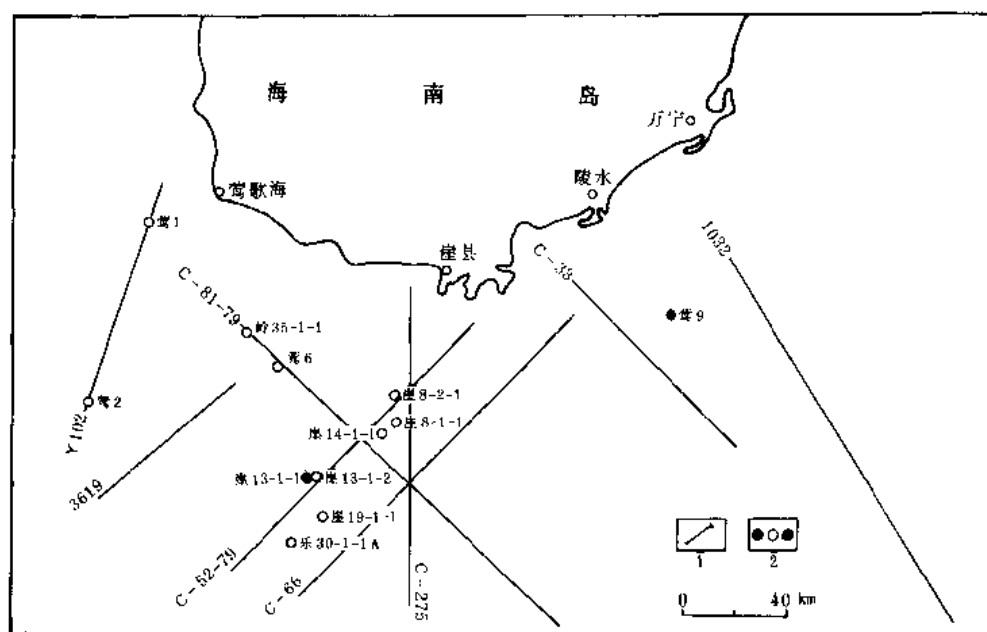 海 南 岛
万宁
莺歌海
陵水
莺1
崖县
1032
C-33
C-81-79
岭35-1-1
莺9
莺6
莺2
崖8-2-1
崖8-1-1
崖14-1-1
Y102
3619
崖13-1-1
崖13-1-2
崖19-1-1
乐30-1-1A
C-52-79
C-66
C-275
1
2
0 40 km